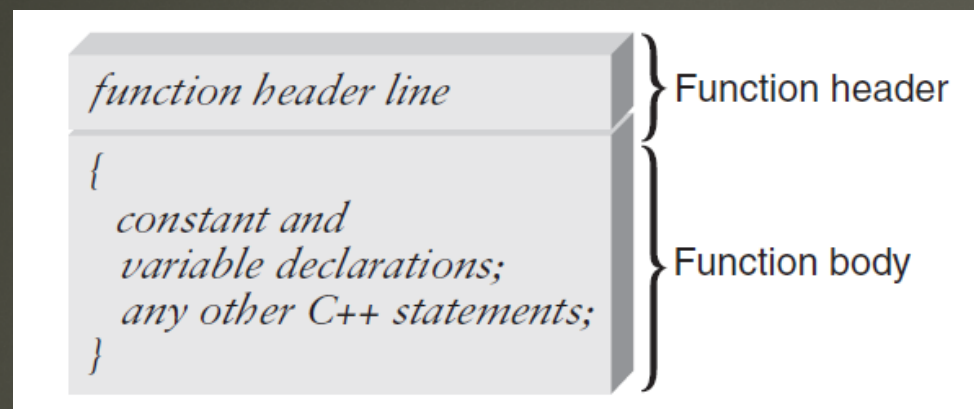 function header line
Function header
{
constant and
variable declarations;
any other C++ statements;
}
Function body